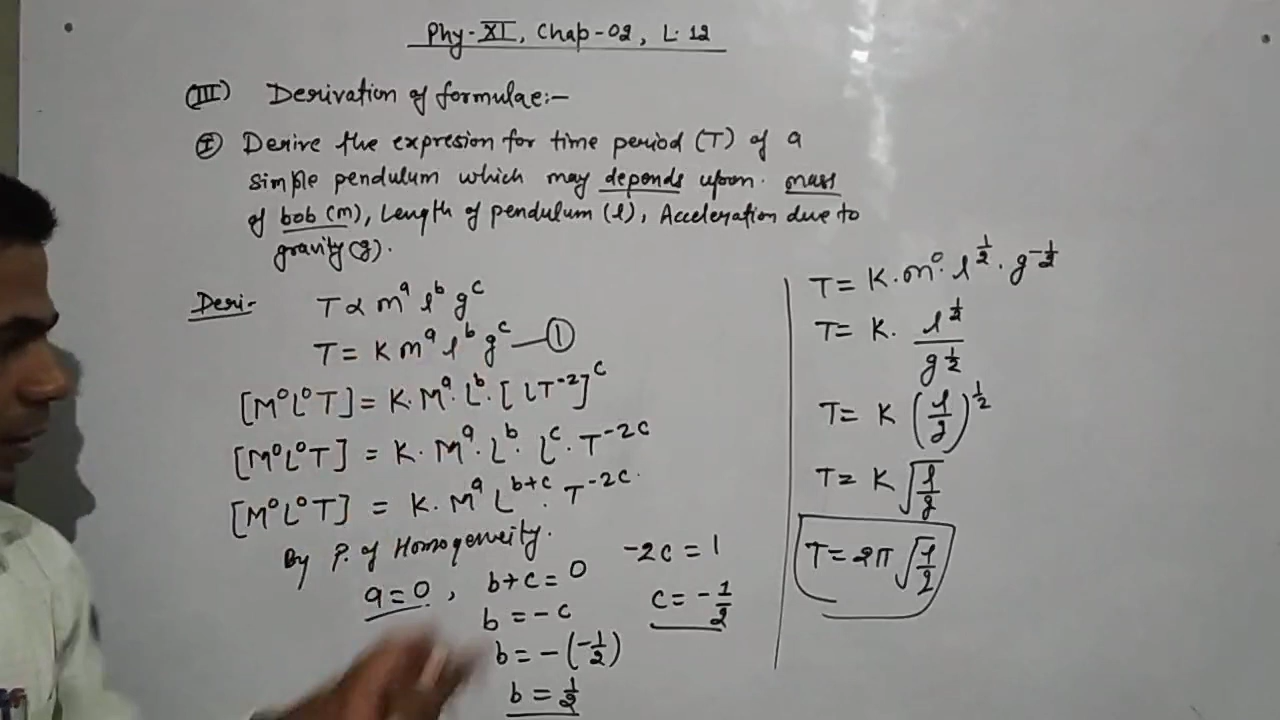 Phy-XI, Chap-02, L.12
(III) Derivation of formulae:-
① Derive the expresion for time period (T) of a
simple pendulum which may depends upon mass
of bob (m), Length of pendulum (l), Acceleration due to
gravity (g).
Deri- T ∝ m^a l^b g^c
T = K m^a l^b g^c — ①
[M^0 L^0 T] = K. M^a. L^b. [LT^-2]^c
[M^0 L^0 T] = K. M^a. L^b. L^c. T^-2c
[M^0 L^0 T] = K. M^a L^b+c. T^-2c.
By P. of Homogeneity.
a = 0, b + c = 0 -2c = 1
b = -c c = -1/2
b = -(-1/2)
b = 1/2
T = K. m^0. l^1/2. g^-1/2
T = K. l^1/2 / g^1/2
T = K (l/g)^1/2
T = K √(l/g)
T = 2π √(l/g)